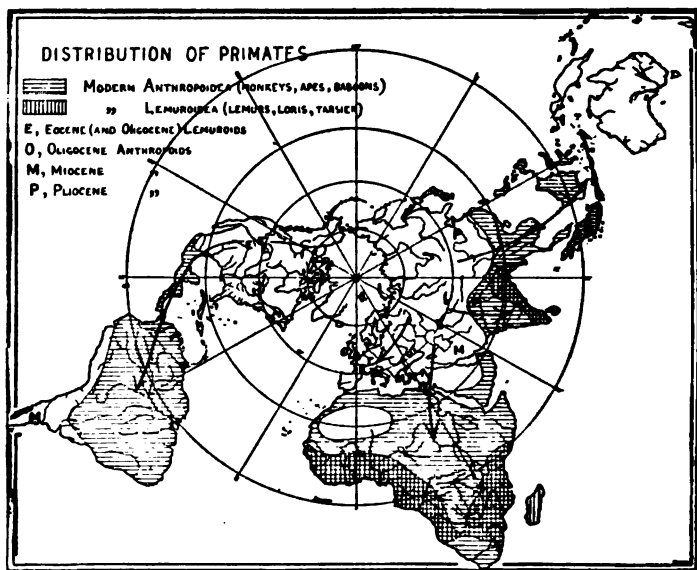 DISTRIBUTION OF PRIMATES
MODERN ANTHROPOIDEA (MONKEYS, APES, BABOONS)
„ LEMUROIDEA (LEMURS, LORIS, TARSIER)
E, EOCENE (AND OLIGOCENE) LEMUROIDS
O, OLIGOCENE ANTHROPOIDS
M, MIOCENE „
P, PLIOCENE „
M
M